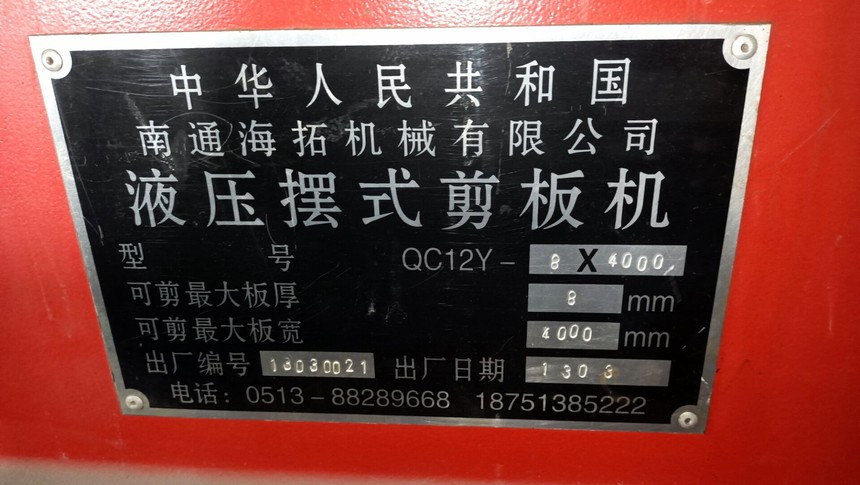 中华人民共和国
南通海拓机械有限公司
液压摆式剪板机
型 号 QC12Y-8X4000
可剪最大板厚 8 mm
可剪最大板宽 4000 mm
出厂编号 13030021 出厂日期 1303
电话: 0513-88289668 18751385222